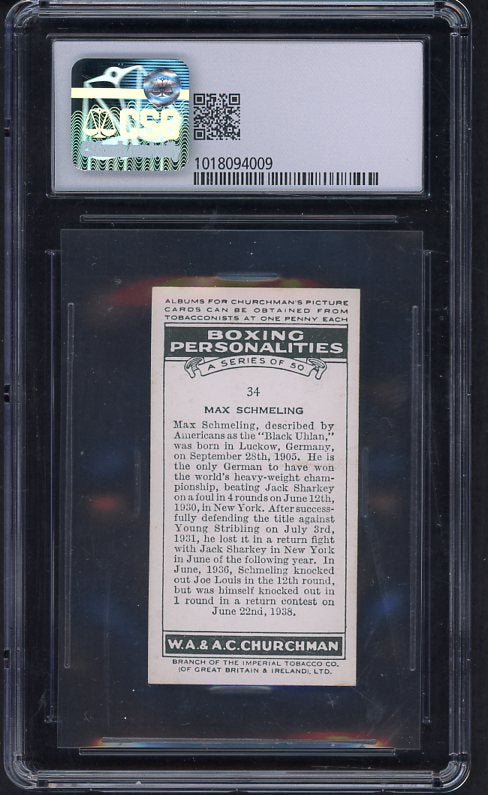 CSG
1018094009
ALBUMS FOR CHURCHMAN'S PICTURE
CARDS CAN BE OBTAINED FROM
TOBACCONISTS AT ONE PENNY EACH
BOXING
PERSONALITIES
A SERIES OF 50
34
MAX SCHMELING
Max Schmeling, described by
Americans as the "Black Uhlan,"
was born in Luckow, Germany,
on September 28th, 1905. He is
the only German to have won
the world's heavy-weight cham-
pionship, beating Jack Sharkey
on a foul in 4 rounds on June 12th,
1930, in New York. After success-
fully defending the title against
Young Stribling on July 3rd,
1931, he lost it in a return fight
with Jack Sharkey in New York
in June of the following year. In
June, 1936, Schmeling knocked
out Joe Louis in the 12th round,
but was himself knocked out in
1 round in a return contest on
June 22nd, 1938.
W.A. & A.C. CHURCHMAN
BRANCH OF THE IMPERIAL TOBACCO CO.
(OF GREAT BRITAIN & IRELAND), LTD.